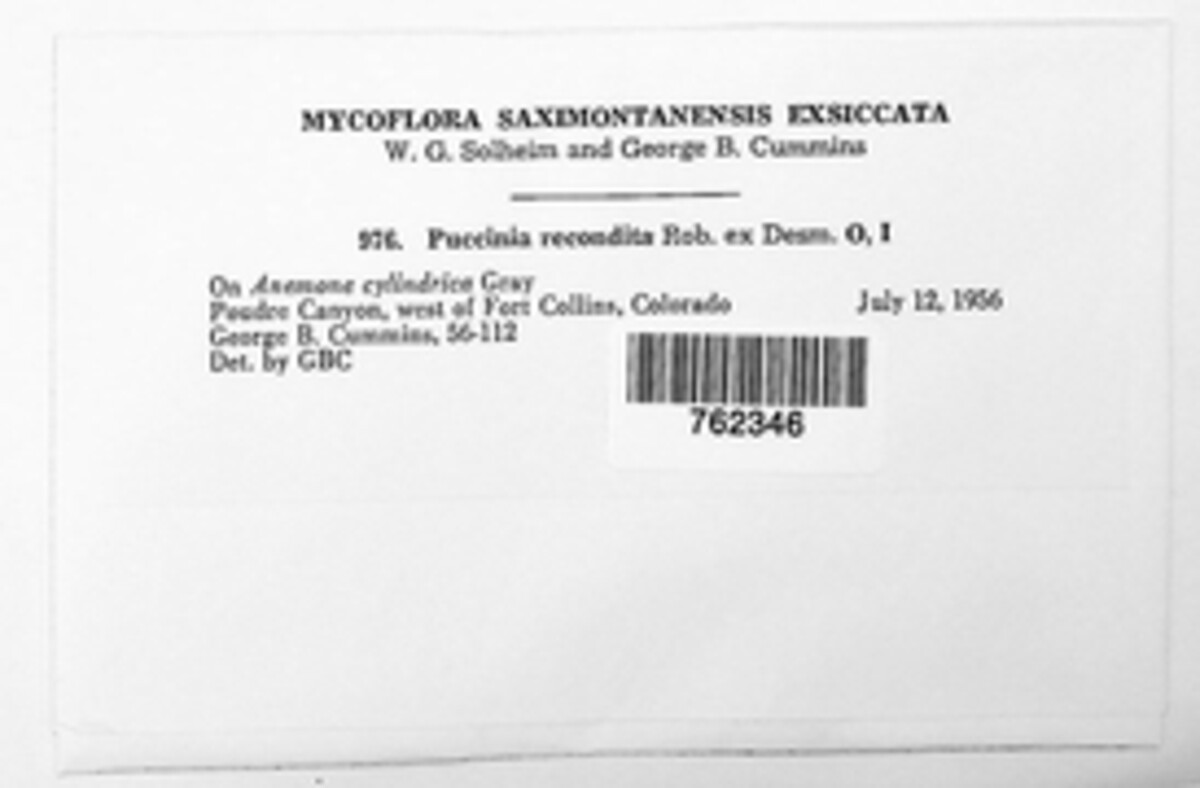 MYCOFLORA SAXIMONTANENSIS EXSICCATA
W. G. Solheim and George B. Cummins
976. Puccinia recondita Rob. ex Desm. O, I
On Anemone cylindrica Gray
Poudre Canyon, west of Fort Collins, Colorado July 12, 1956
George B. Cummins, 56-112
Det. by GBC
762346